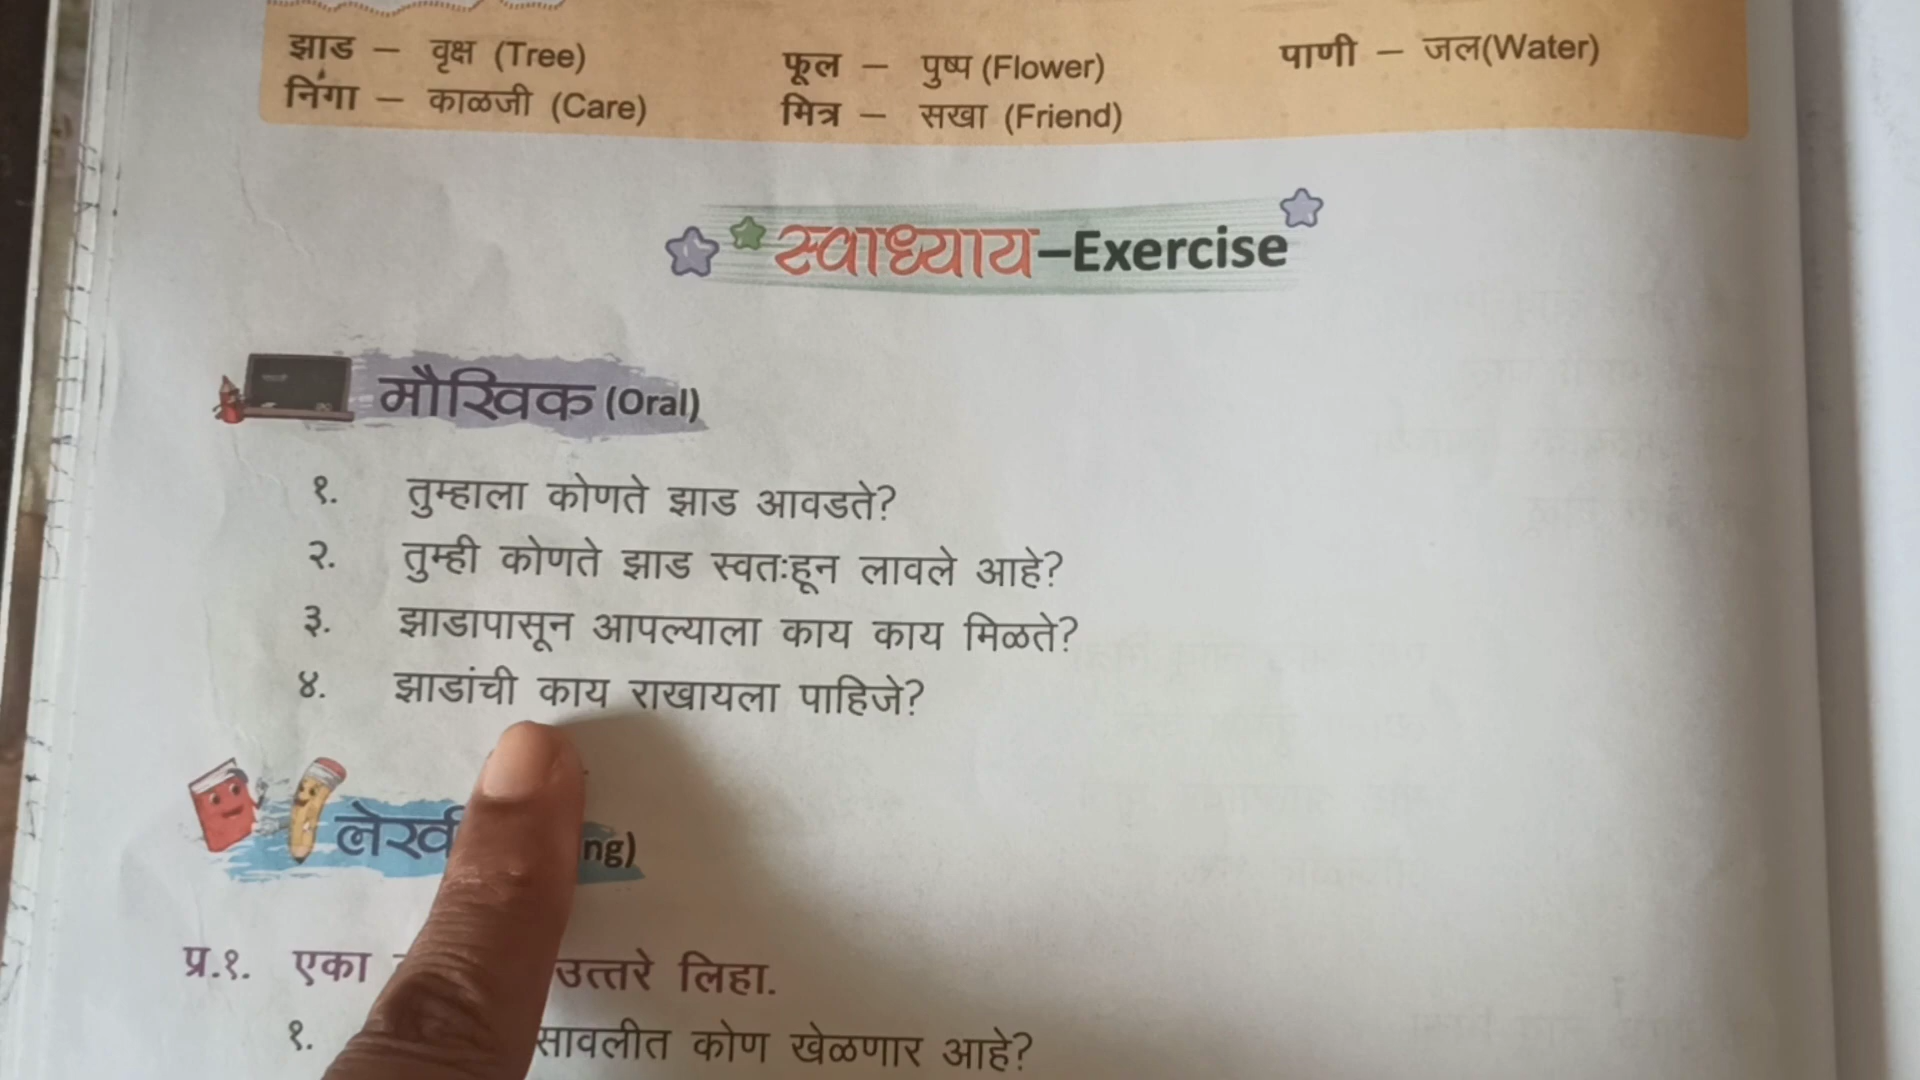 झाड – वृक्ष (Tree) फूल – पुष्प (Flower) पाणी – जल(Water)
निगा – काळजी (Care) मित्र – सखा (Friend)
स्वाध्याय–Exercise
मौखिक (Oral)
१. तुम्हाला कोणते झाड आवडते?
२. तुम्ही कोणते झाड स्वतःहून लावले आहे?
३. झाडापासून आपल्याला काय काय मिळते?
४. झाडांची काय राखायला पाहिजे?
प्र.१. एका उत्तरे लिहा.
१. सावलीत कोण खेळणार आहे?